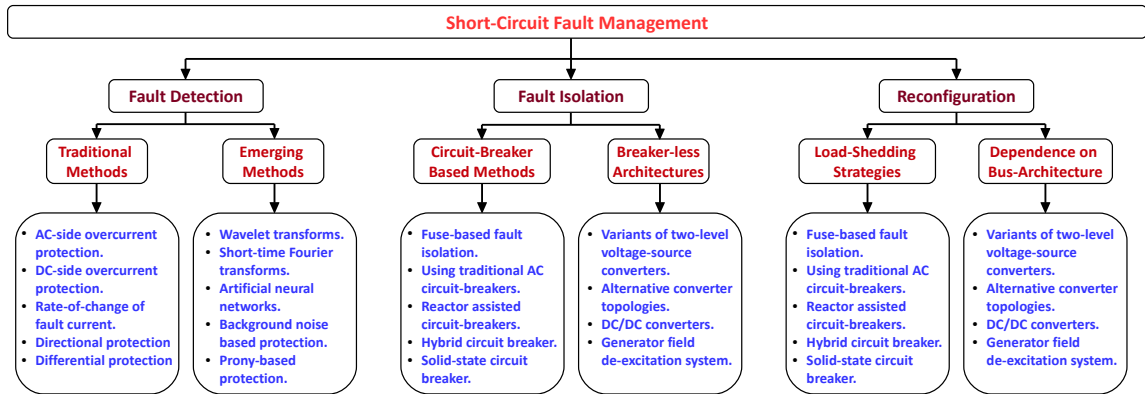 Short-Circuit Fault Management
Fault Detection
Fault Isolation
Reconfiguration
Traditional
Methods
Emerging
Methods
Circuit-Breaker
Based Methods
Breaker-less
Architectures
Load-Shedding
Strategies
Dependence on
Bus-Architecture
• AC-side overcurrent
protection.
• DC-side overcurrent
protection.
• Rate-of-change of
fault current.
• Directional protection
• Differential protection
• Wavelet transforms.
• Short-time Fourier
transforms.
• Artificial neural
networks.
• Background noise
based protection.
• Prony-based
protection.
• Fuse-based fault
isolation.
• Using traditional AC
circuit-breakers.
• Reactor assisted
circuit-breakers.
• Hybrid circuit breaker.
• Solid-state circuit
breaker.
• Variants of two-level
voltage-source
converters.
• Alternative converter
topologies.
• DC/DC converters.
• Generator field
de-excitation system.
• Fuse-based fault
isolation.
• Using traditional AC
circuit-breakers.
• Reactor assisted
circuit-breakers.
• Hybrid circuit breaker.
• Solid-state circuit
breaker.
• Variants of two-level
voltage-source
converters.
• Alternative converter
topologies.
• DC/DC converters.
• Generator field
de-excitation system.